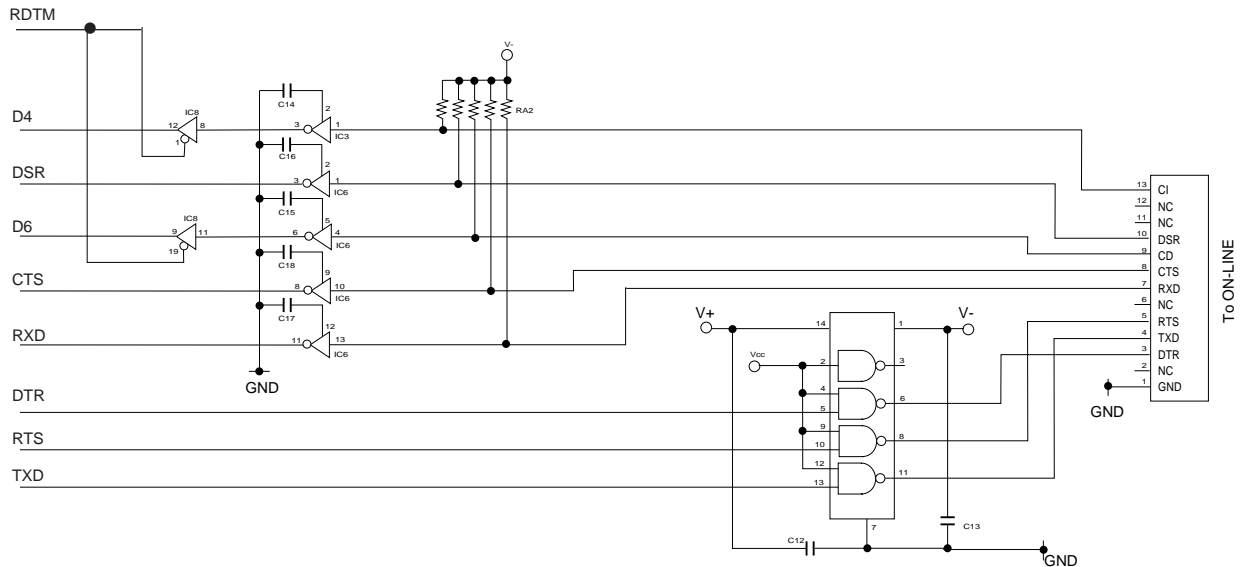 RDTM
V-
C14
2
RA2
D4
12
IC8
8
1
3
1
IC3
C16
2
DSR
3
1
IC6
C15
5
D6
9
IC8
11
19
6
4
IC6
C18
9
CTS
8
10
IC6
C17
12
RXD
11
13
IC6
GND
13 CI
12 NC
11 NC
10 DSR
9 CD
8 CTS
7 RXD
6 NC
5 RTS
4 TXD
3 DTR
2 NC
1 GND
To ON-LINE
GND
V+
14
1
V-
Vcc
2
3
DTR
4
5
6
RTS
9
10
8
TXD
12
13
11
7
C12
C13
GND